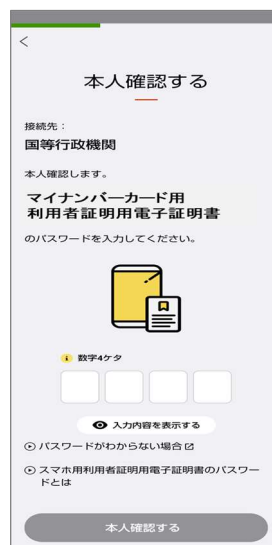 <
本人確認する
接続先：
国等行政機関
本人確認します。
マイナンバーカード用
利用者証明用電子証明書
のパスワードを入力してください。
数字4ケタ
入力内容を表示する
パスワードがわからない場合
スマホ用利用者証明用電子証明書のパスワー
ドとは
本人確認する